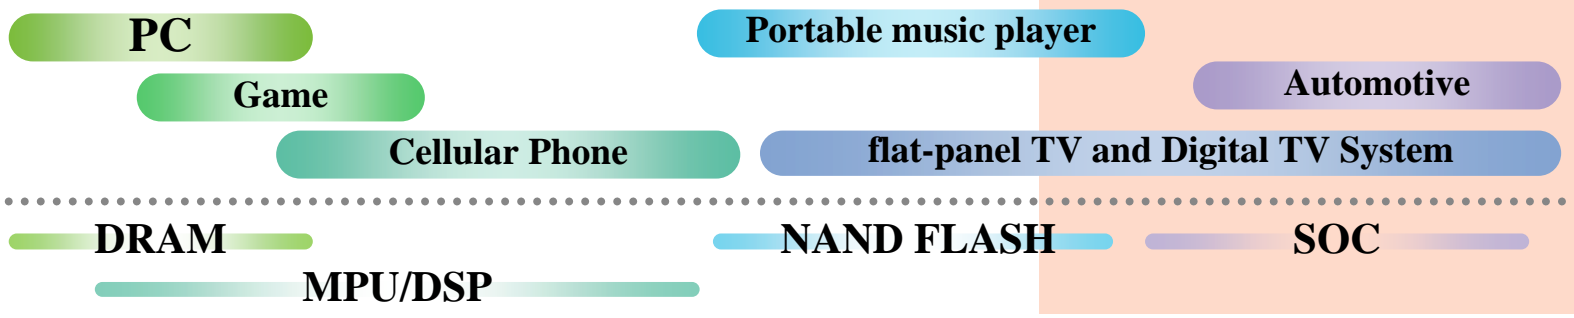 PC
Portable music player
Game
Automotive
Cellular Phone
flat-panel TV and Digital TV System
DRAM
NAND FLASH
SOC
MPU/DSP